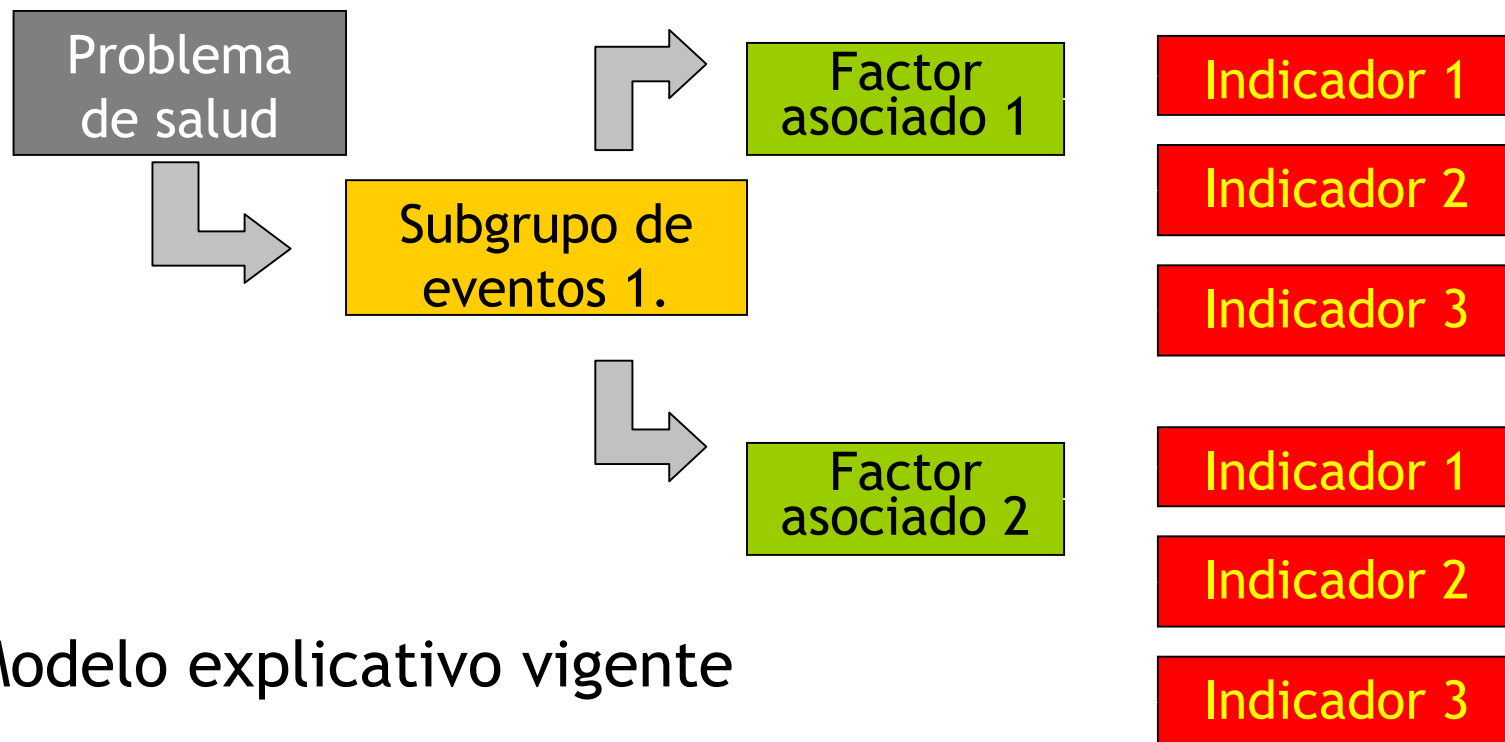 Problema
de salud
Subgrupo de
eventos 1.
Factor
asociado 1
Indicador 1
Indicador 2
Indicador 3
Factor
asociado 2
Indicador 1
Indicador 2
Indicador 3
explicativo vigente